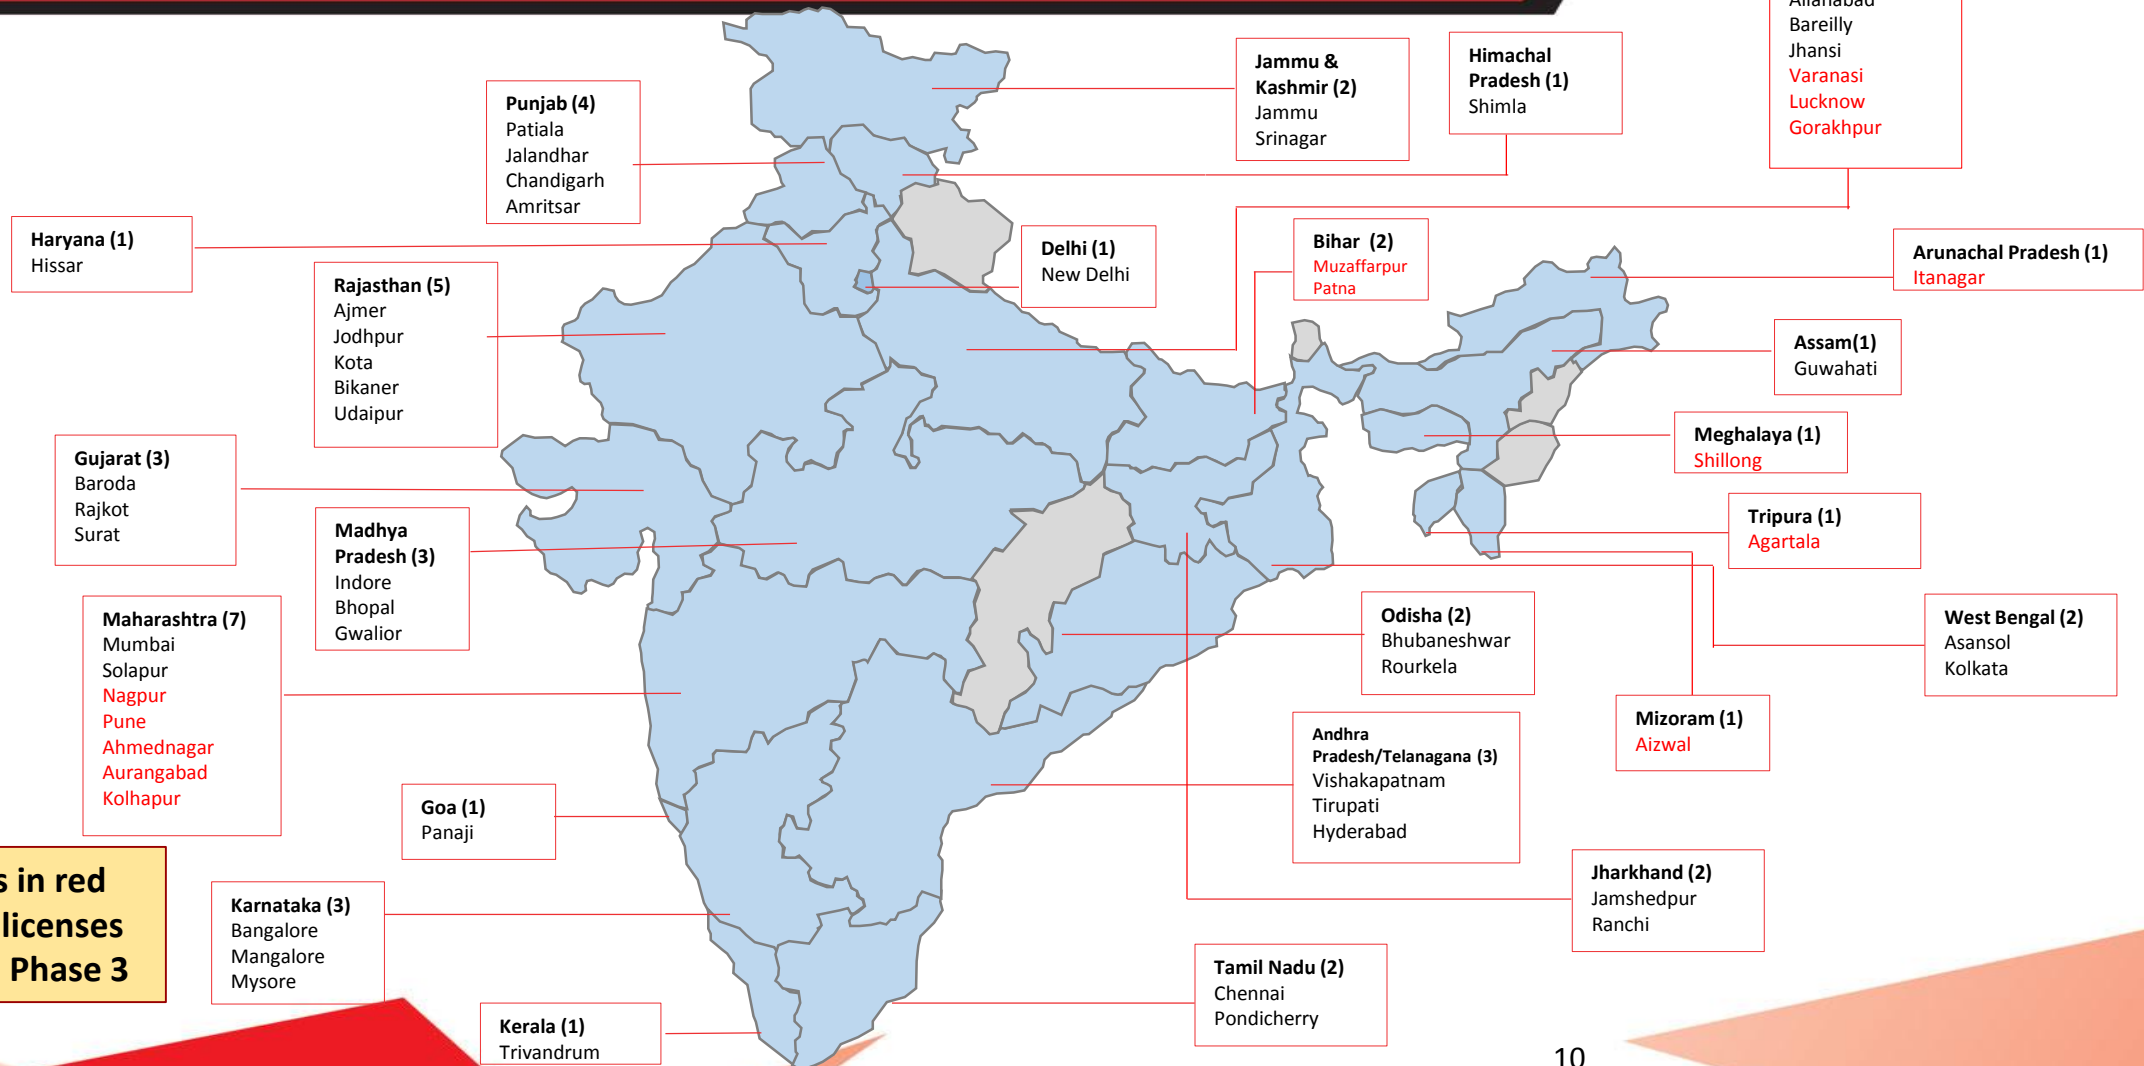 Allahabad
Bareilly
Jhansi
Varanasi
Lucknow
Gorakhpur
Jammu &
Kashmir (2)
Jammu
Srinagar
Himachal
Pradesh (1)
Shimla
Punjab (4)
Patiala
Jalandhar
Chandigarh
Amritsar
Haryana (1)
Hissar
Delhi (1)
New Delhi
Bihar (2)
Muzaffarpur
Patna
Arunachal Pradesh (1)
Itanagar
Rajasthan (5)
Ajmer
Jodhpur
Kota
Bikaner
Udaipur
Assam(1)
Guwahati
Gujarat (3)
Baroda
Rajkot
Surat
Meghalaya (1)
Shillong
Madhya
Pradesh (3)
Indore
Bhopal
Gwalior
Tripura (1)
Agartala
Maharashtra (7)
Mumbai
Solapur
Nagpur
Pune
Ahmednagar
Aurangabad
Kolhapur
Odisha (2)
Bhubaneshwar
Rourkela
West Bengal (2)
Asansol
Kolkata
Mizoram (1)
Aizwal
Andhra
Pradesh/Telanagana (3)
Vishakapatnam
Tirupati
Hyderabad
Goa (1)
Panaji
s in red
licenses
Phase 3
Karnataka (3)
Bangalore
Mangalore
Mysore
Jharkhand (2)
Jamshedpur
Ranchi
Tamil Nadu (2)
Chennai
Pondicherry
Kerala (1)
Trivandrum
10